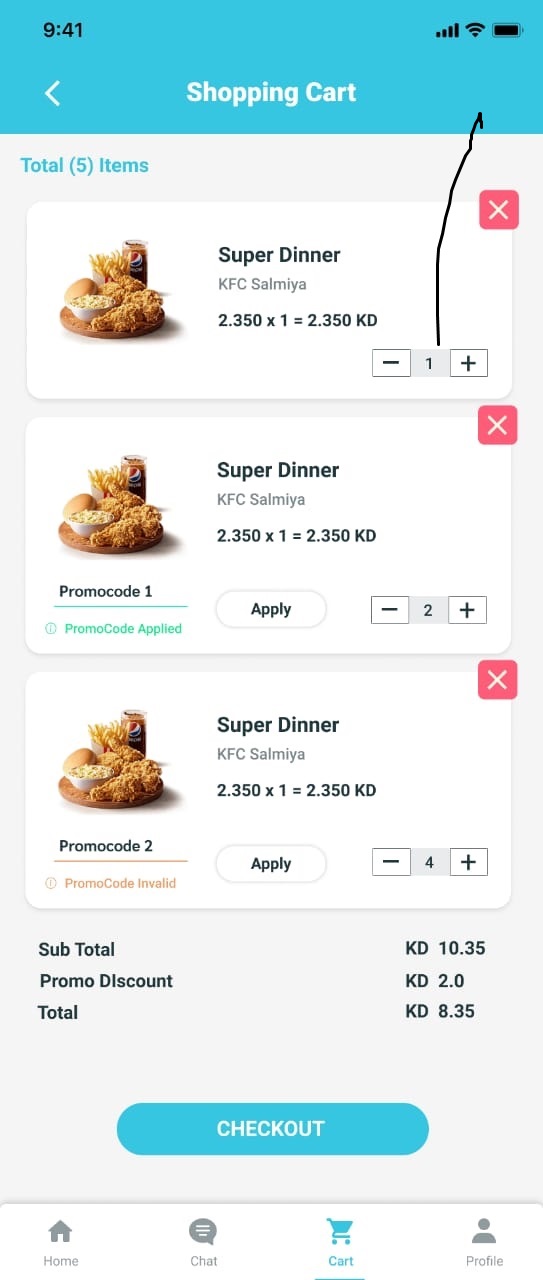 9:41
Shopping Cart
Total (5) Items
Super Dinner
KFC Salmiya
2.350 x 1 = 2.350 KD
1
Super Dinner
KFC Salmiya
2.350 x 1 = 2.350 KD
Promocode 1
Apply
2
PromoCode Applied
Super Dinner
KFC Salmiya
2.350 x 1 = 2.350 KD
Promocode 2
Apply
4
PromoCode Invalid
Sub Total KD 10.35
Promo DIscount KD 2.0
Total KD 8.35
CHECKOUT
Home Chat Cart Profile